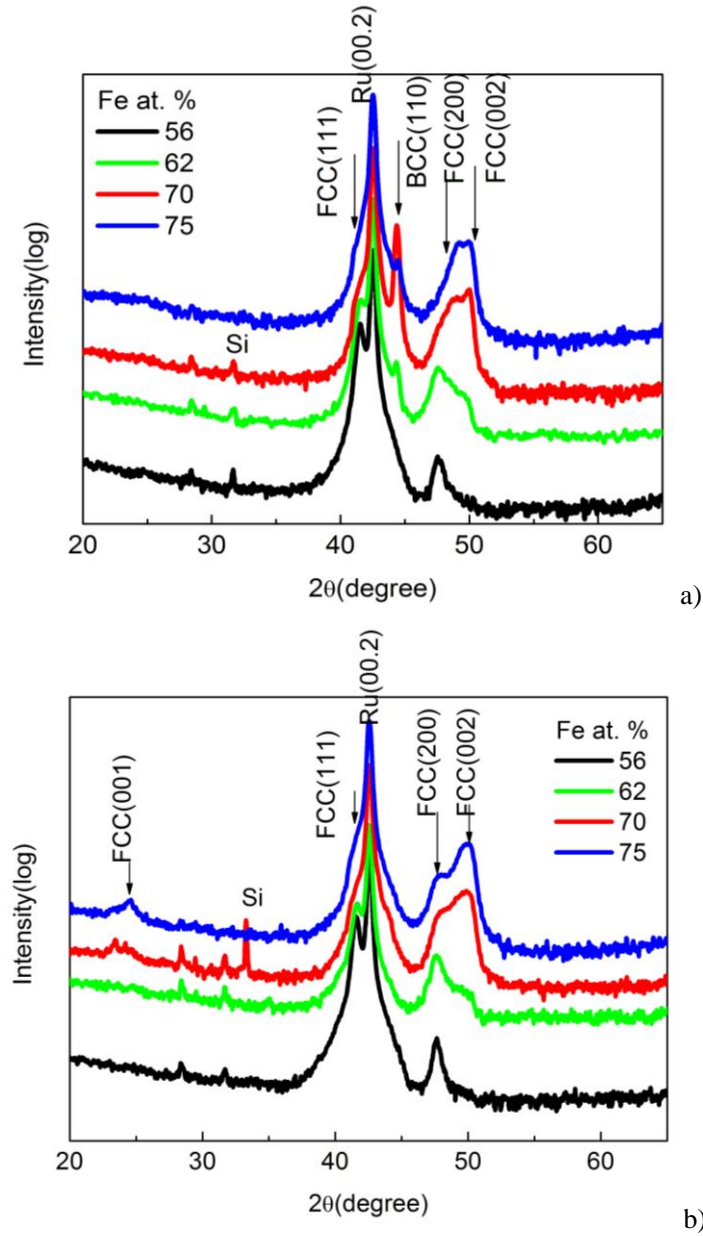 Ru(00.2)
Fe at. %
56
62
70
75
FCC(111)
BCC(110)
FCC(200)
FCC(002)
Si
Intensity(log)
20 30 40 50 60
2θ(degree)
a)
Ru(00.2)
FCC(111)
FCC(200)
FCC(002)
Fe at. %
56
62
70
75
FCC(001)
Si
Intensity(log)
20 30 40 50 60
2θ(degree)
b)